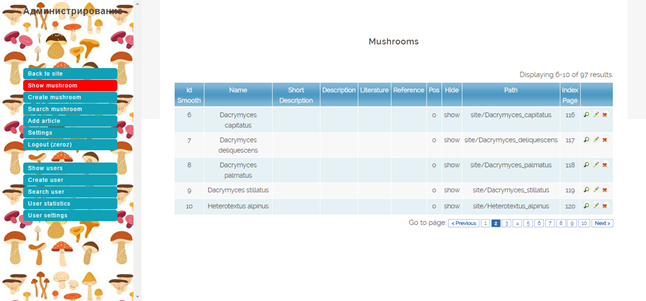 Администрирование
Back to site
Show mushroom
Create mushroom
Search mushroom
Add article
Settings
Logout (zeroz)
Show users
Create user
Search user
User statistics
User settings
Mushrooms
Displaying 6-10 of 97 results.
Id Name Short Description Literature Reference Pos Hide Path Index
Smooth Description Page
6 Dacrymyces 0 show site/Dacrymyces_capitatus 116
capitatus
7 Dacrymyces 0 show site/Dacrymyces_deliquescens 117
deliquescens
8 Dacrymyces 0 show site/Dacrymyces_palmatus 118
palmatus
9 Dacrymyces stillatus 0 show site/Dacrymyces_stillatus 119
10 Heterotextus alpinus 0 show site/Heterotextus_alpinus 120
Go to page: < Previous 1 2 3 4 5 6 7 8 9 10 Next >